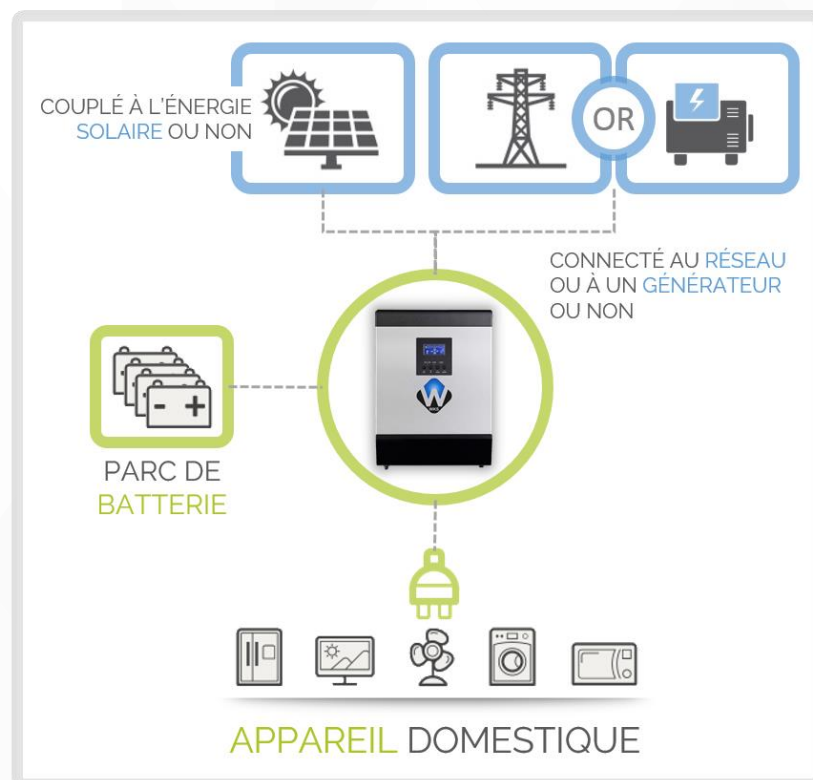 COUPLÉ À L'ÉNERGIE
SOLAIRE OU NON
OR
CONNECTÉ AU RÉSEAU
OU À UN GÉNÉRATEUR
OU NON
W
PARC DE
BATTERIE
APPAREIL DOMESTIQUE